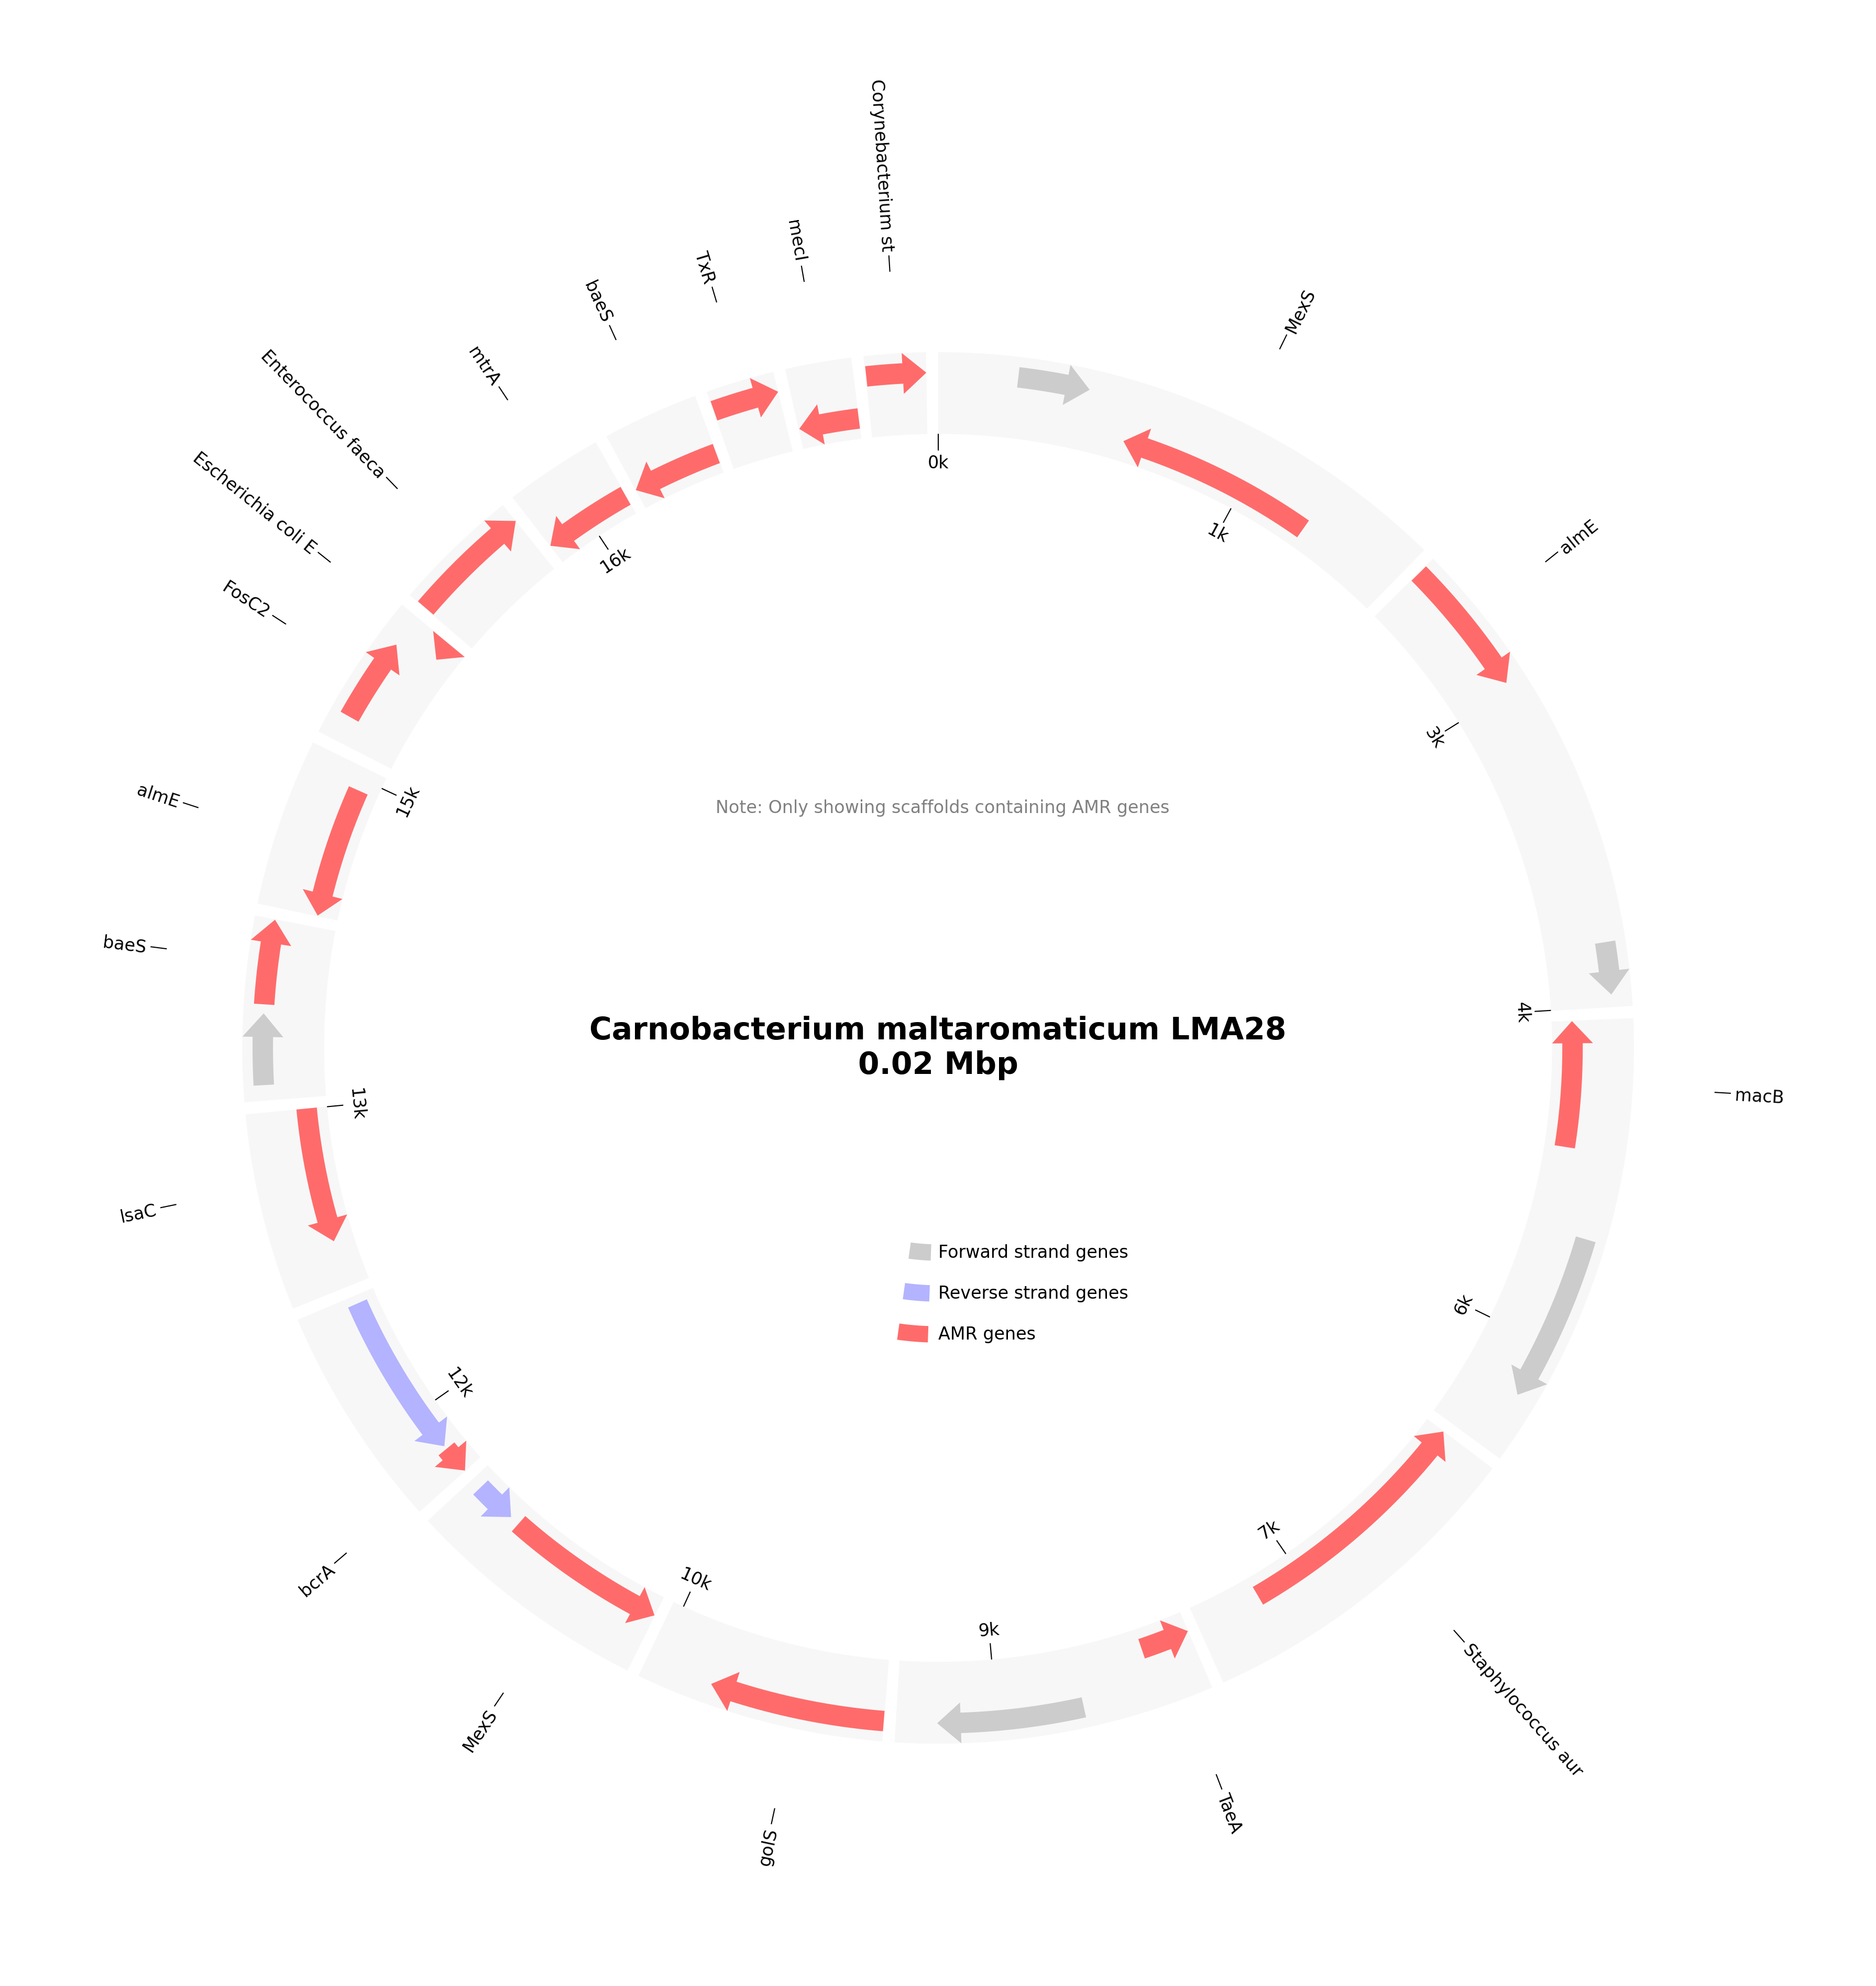 Corynebacterium st
MexS
almE
macB
Staphylococcus aur
TaeA
golS
MexS
bcrA
lsaC
baeS
almE
FosC2
Escherichia coli E
Enterococcus faeca
mtrA
baeS
TxR
mecI
0k
1k
3k
4k
6k
7k
9k
10k
12k
13k
15k
16k
Note: Only showing scaffolds containing AMR genes
Carnobacterium maltaromaticum LMA28
0.02 Mbp
Forward strand genes
Reverse strand genes
AMR genes